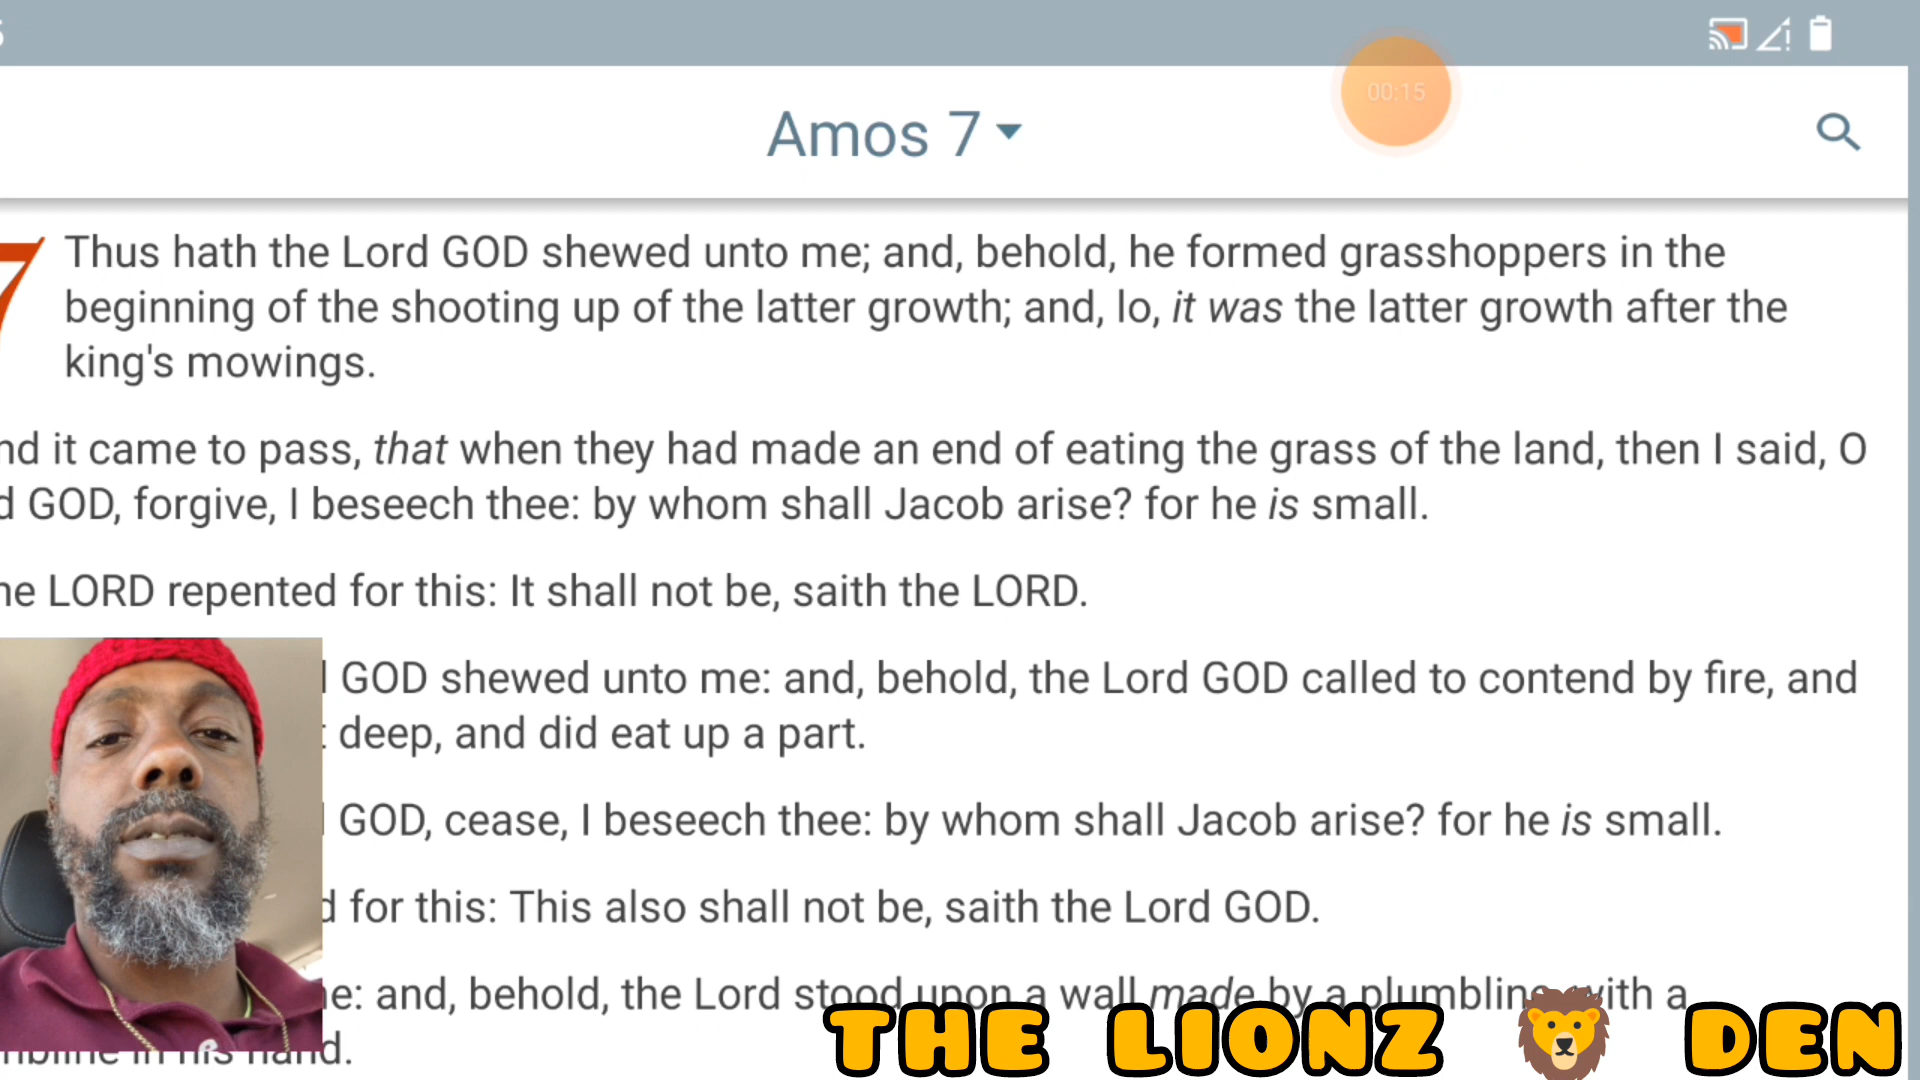 00:15
Amos 7
7 Thus hath the Lord GOD shewed unto me; and, behold, he formed grasshoppers in the
beginning of the shooting up of the latter growth; and, lo, it was the latter growth after the
king's mowings.
nd it came to pass, that when they had made an end of eating the grass of the land, then I said, O
d GOD, forgive, I beseech thee: by whom shall Jacob arise? for he is small.
he LORD repented for this: It shall not be, saith the LORD.
GOD shewed unto me: and, behold, the Lord GOD called to contend by fire, and
deep, and did eat up a part.
GOD, cease, I beseech thee: by whom shall Jacob arise? for he is small.
d for this: This also shall not be, saith the Lord GOD.
e: and, behold, the Lord stood upon a wall made by a plumbline with a
mbline in his hand.
THE LIONZ 🦁 DEN